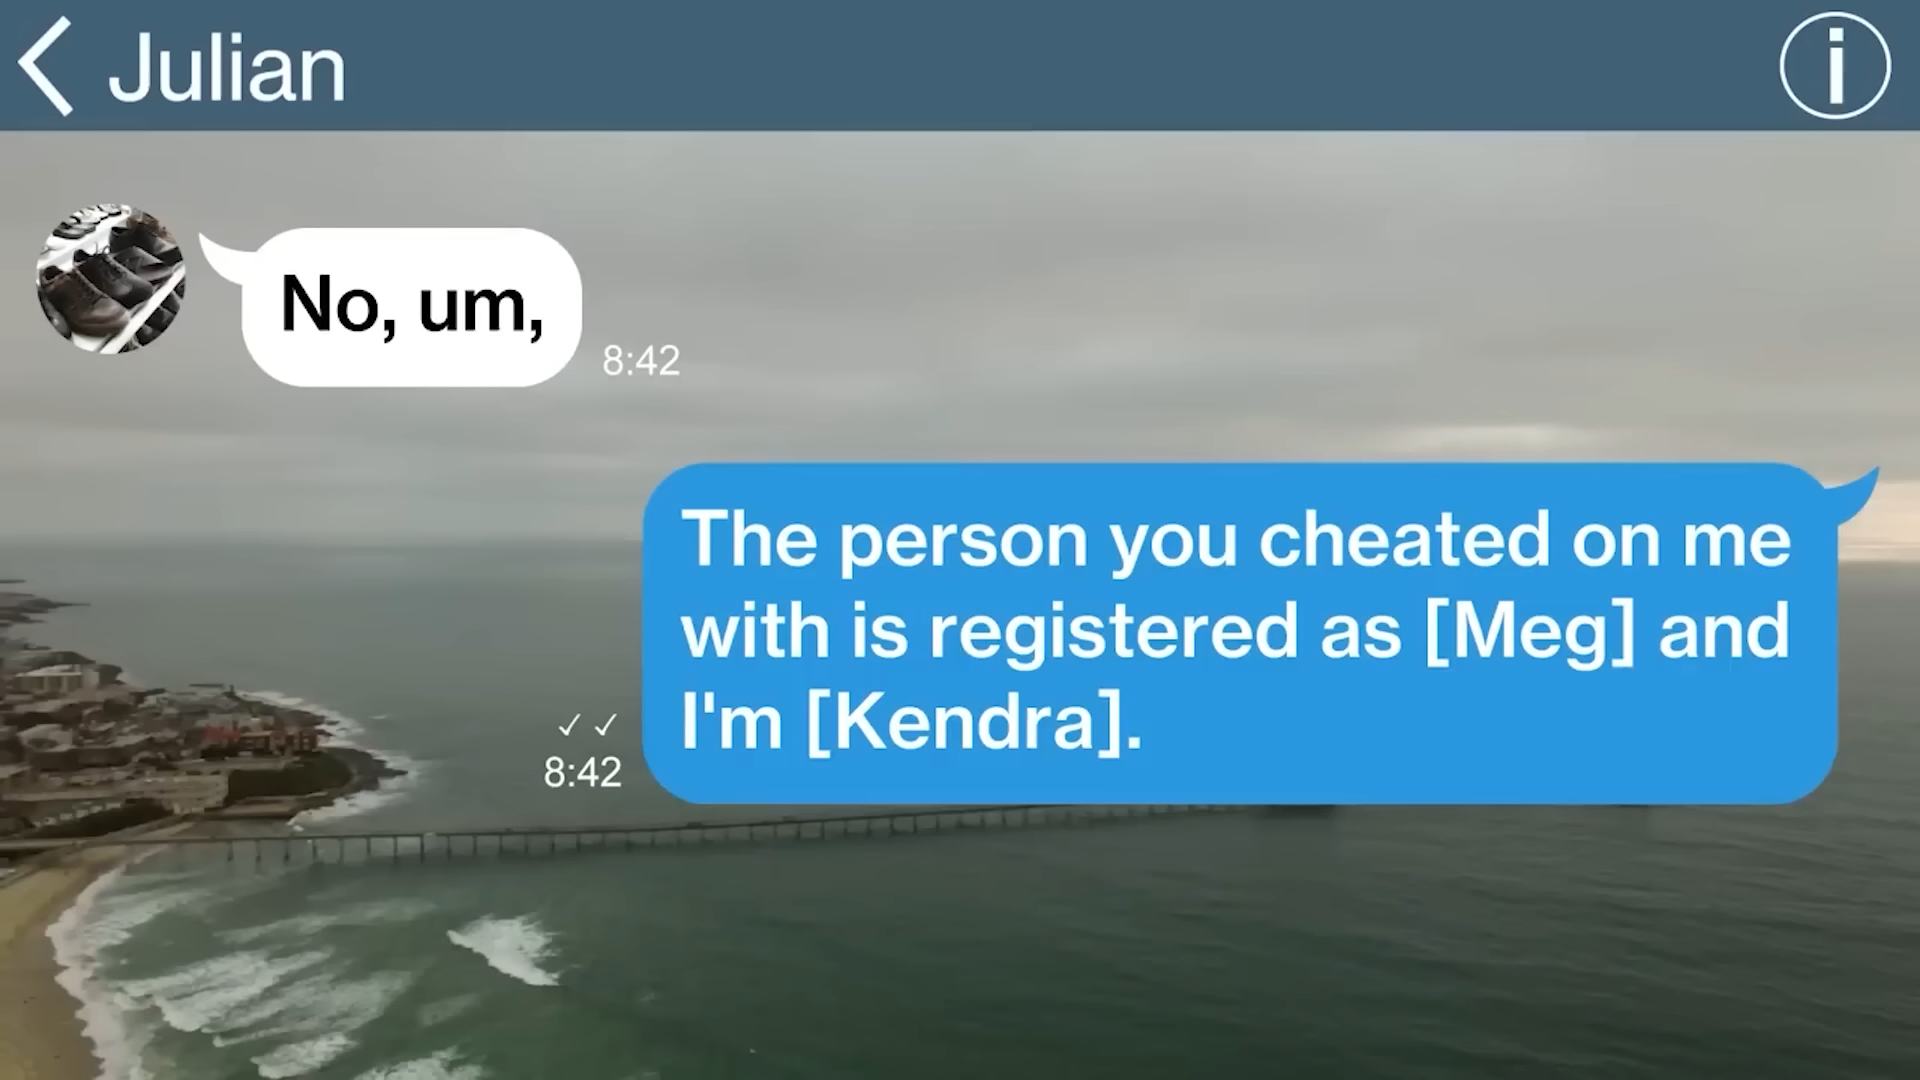 Julian
No, um,
8:42
The person you cheated on me
with is registered as [Meg] and
I'm [Kendra].
8:42